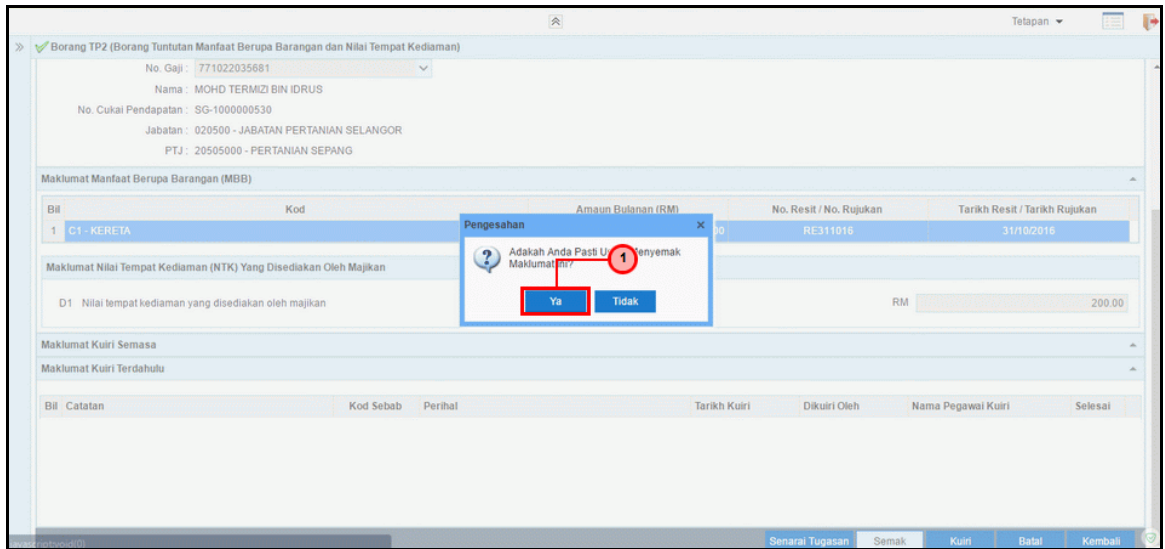 Tetapan
Borang TP2 (Borang Tuntutan Manfaat Berupa Barangan dan Nilai Tempat Kediaman)
No. Gaji : 771022035681
Nama : MOHD TERMIZI BIN IDRUS
No. Cukai Pendapatan : SG-1000000530
Jabatan : 020500 - JABATAN PERTANIAN SELANGOR
PTJ : 20505000 - PERTANIAN SEPANG
Maklumat Manfaat Berupa Barangan (MBB)
Bil Kod Amaun Bulanan (RM) No. Resit / No. Rujukan Tarikh Resit / Tarikh Rujukan
1 C1 - KERETA 00 RE311016 31/10/2016
Pengesahan
Adakah Anda Pasti Menyemak
Maklumat Ini?
1
Ya Tidak
Maklumat Nilai Tempat Kediaman (NTK) Yang Disediakan Oleh Majikan
D1 Nilai tempat kediaman yang disediakan oleh majikan RM 200.00
Maklumat Kuiri Semasa
Maklumat Kuiri Terdahulu
Bil Catatan Kod Sebab Perihal Tarikh Kuiri Dikuiri Oleh Nama Pegawai Kuiri Selesai
javascript:void(0) Senarai Tugasan Semak Kuiri Batal Kembali